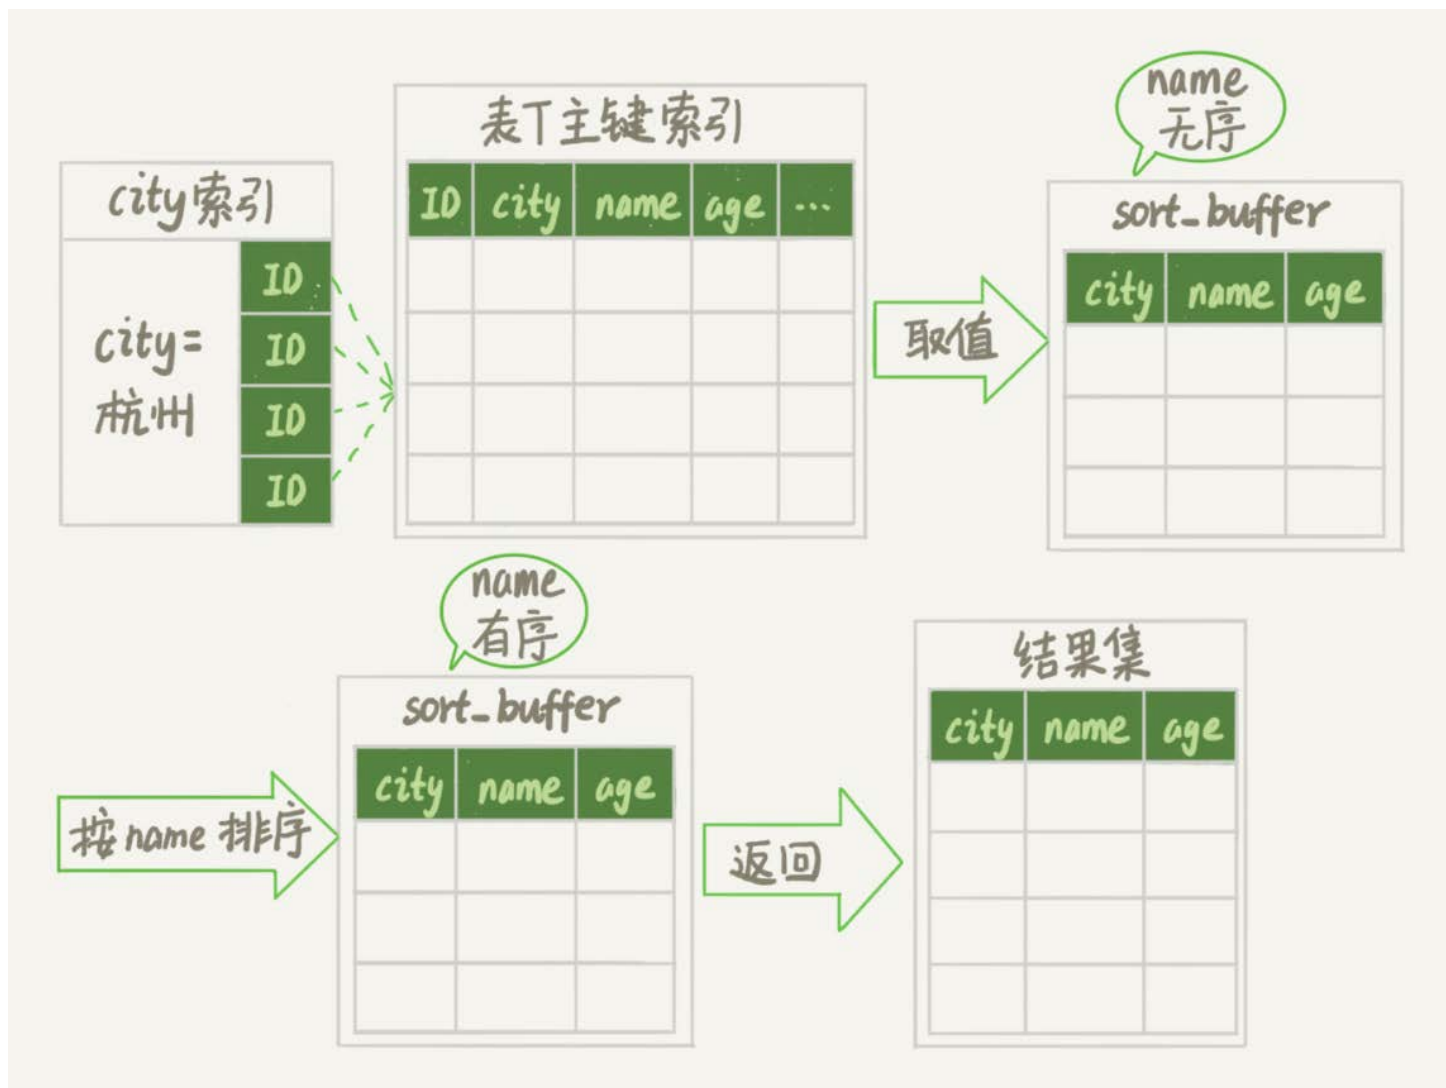 city索引
city=
杭州
ID
ID
ID
ID
表T主键索引
ID city name age ...
取值
name
无序
sort_buffer
city name age
按name排序
name
有序
sort_buffer
city name age
返回
结果集
city name age